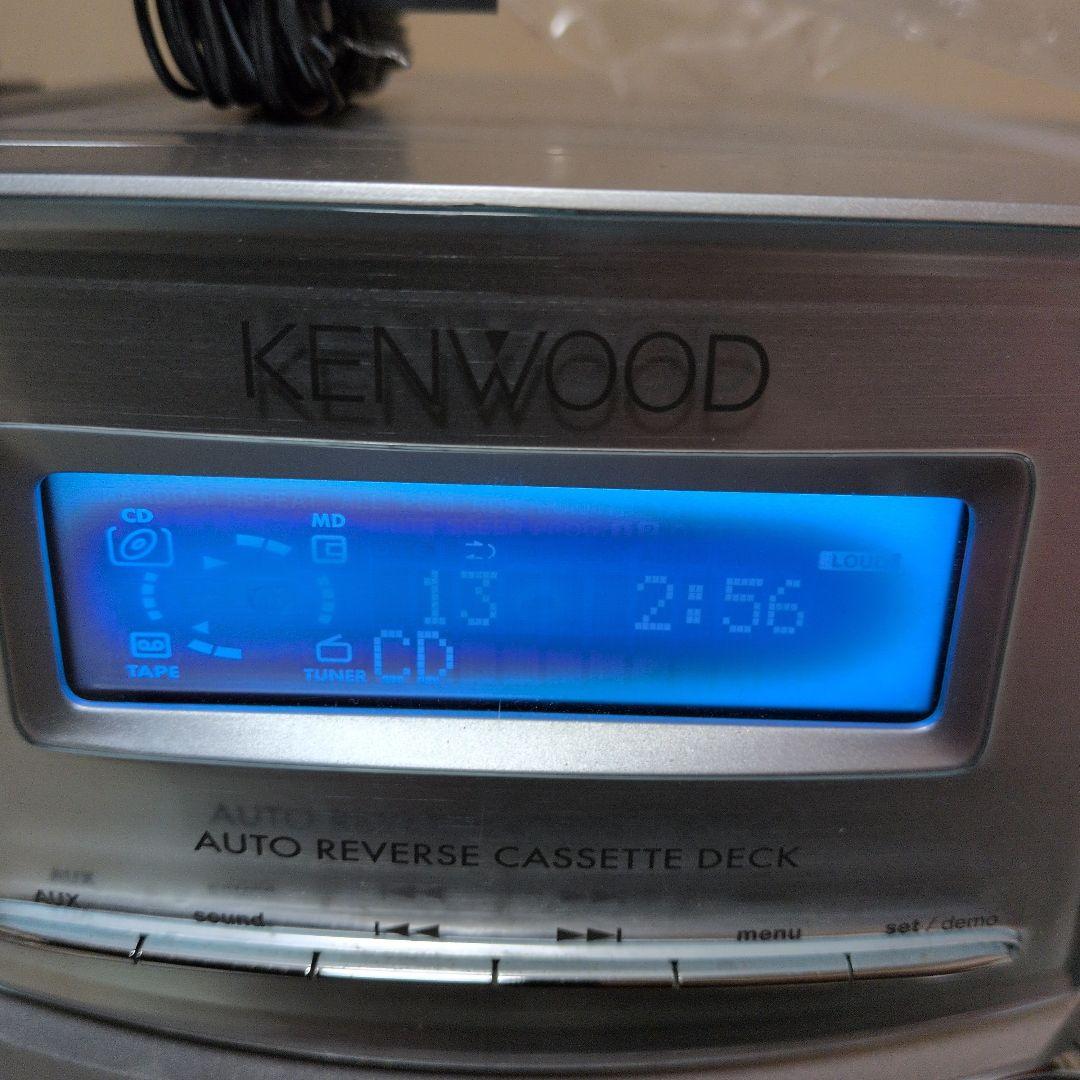 KENWOOD
CD MD
LOUD
13 2:56
TAPE TUNER CD
AUTO REVERSE CASSETTE DECK
AUX sound menu set / demo